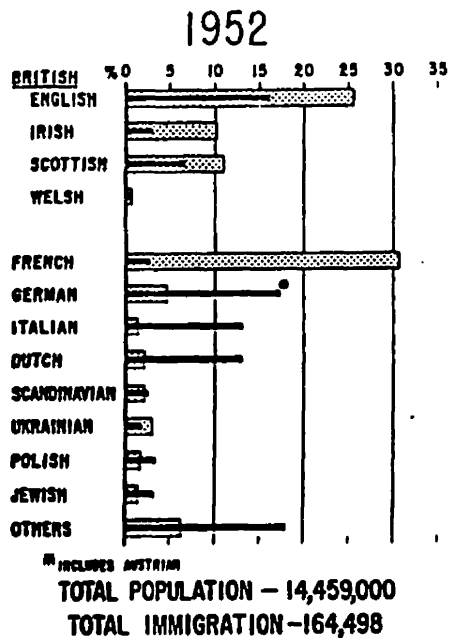 1952
BRITISH % 0 5 10 15 20 25 30 35
ENGLISH
IRISH
SCOTTISH
WELSH
FRENCH
GERMAN
ITALIAN
DUTCH
SCANDINAVIAN
UKRAINIAN
POLISH
JEWISH
OTHERS
INCLUDES AUSTRIAN
TOTAL POPULATION – 14,459,000
TOTAL IMMIGRATION –164,498